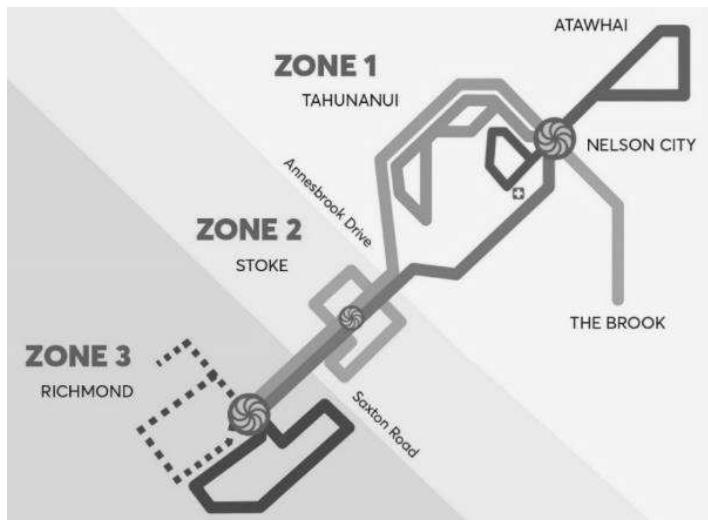 ATAWHAI
ZONE 1
TAHUNANUI
NELSON CITY
Annesbrook Drive
ZONE 2
STOKE
THE BROOK
ZONE 3
RICHMOND
Saxton Road